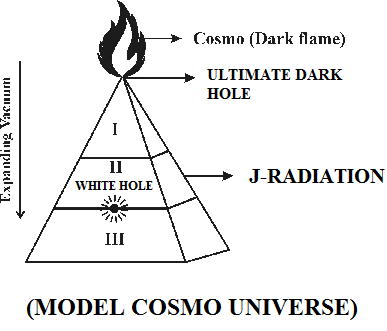 Cosmo (Dark flame)
ULTIMATE DARK
HOLE
Expanding Vacuum
I
II
WHITE HOLE
J-RADIATION
III
(MODEL COSMO UNIVERSE)